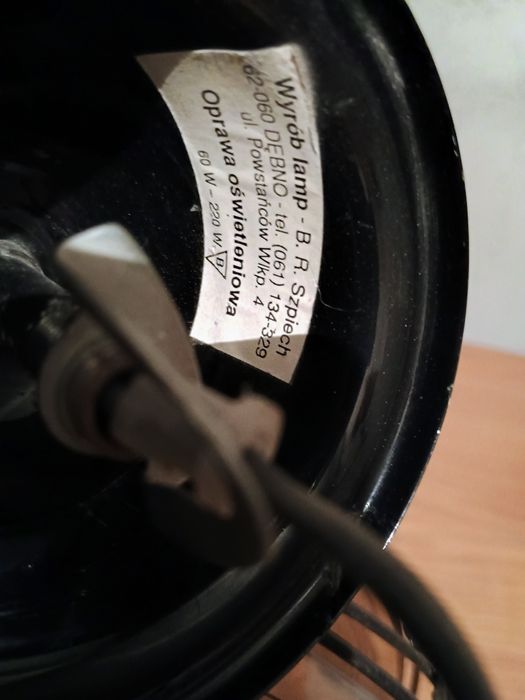 Wyrób lamp - B. R. Szpiech
62-060 DĘBNO - tel. (061) 134-329
ul. Powstańców Wlkp. 4
Oprawa oświetleniowa
60 W - 220 W B